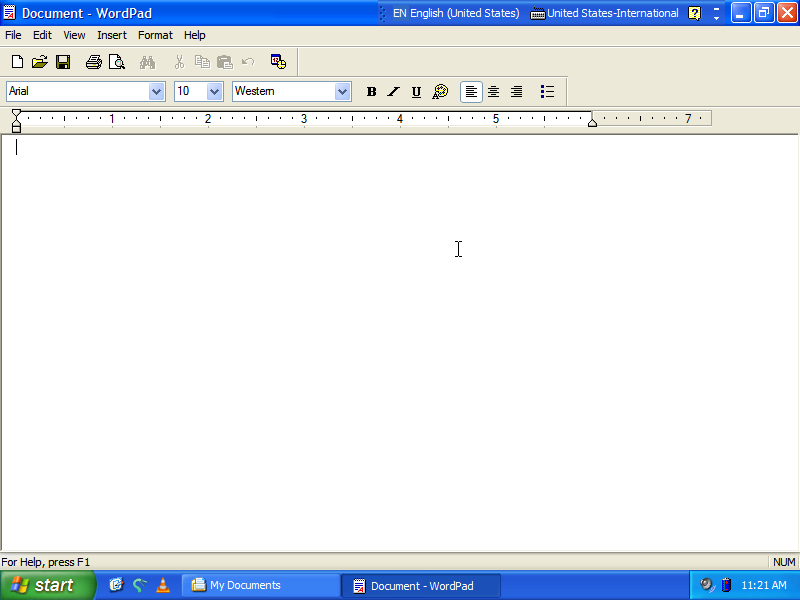 Document - WordPad
EN English (United States)
United States-International
File Edit View Insert Format Help
Arial
10
Western
B
U
1 2 3 4 5 7
For Help, press F1
NUM
start
My Documents
Document - WordPad
11:21 AM